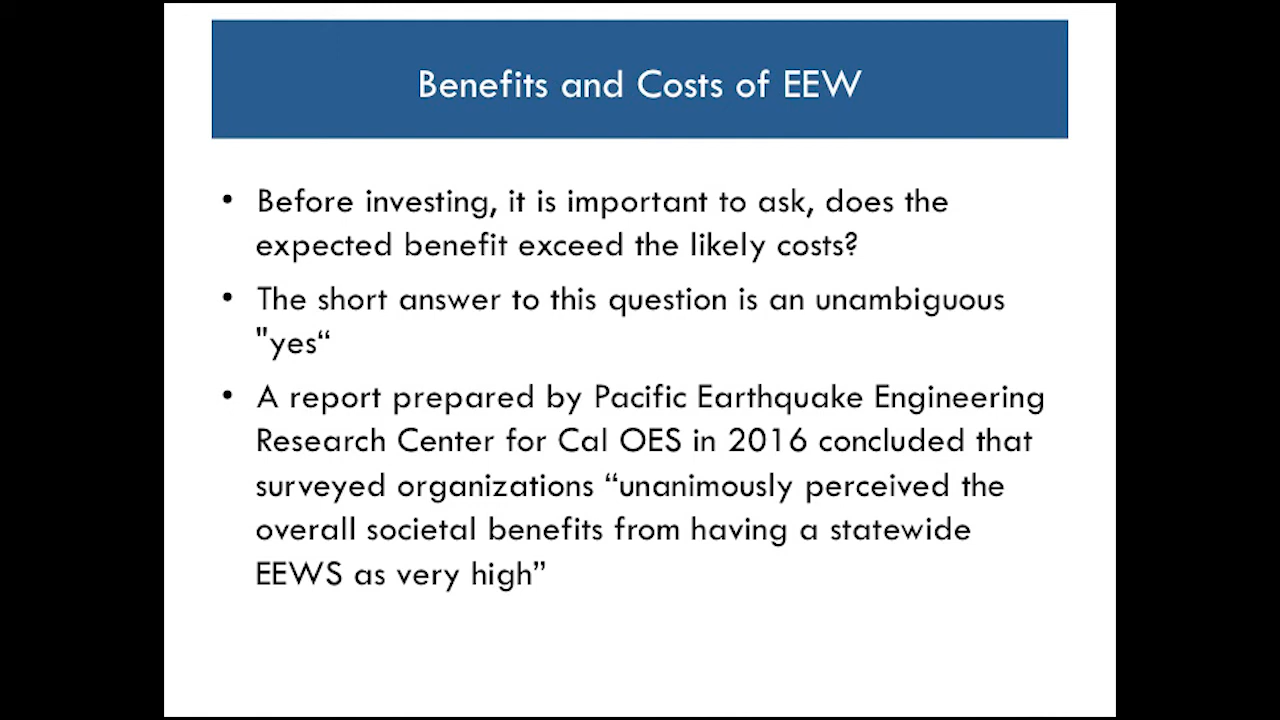 Benefits and Costs of EEW
• Before investing, it is important to ask, does the
expected benefit exceed the likely costs?
• The short answer to this question is an unambiguous
"yes“
• A report prepared by Pacific Earthquake Engineering
Research Center for Cal OES in 2016 concluded that
surveyed organizations “unanimously perceived the
overall societal benefits from having a statewide
EEWS as very high”